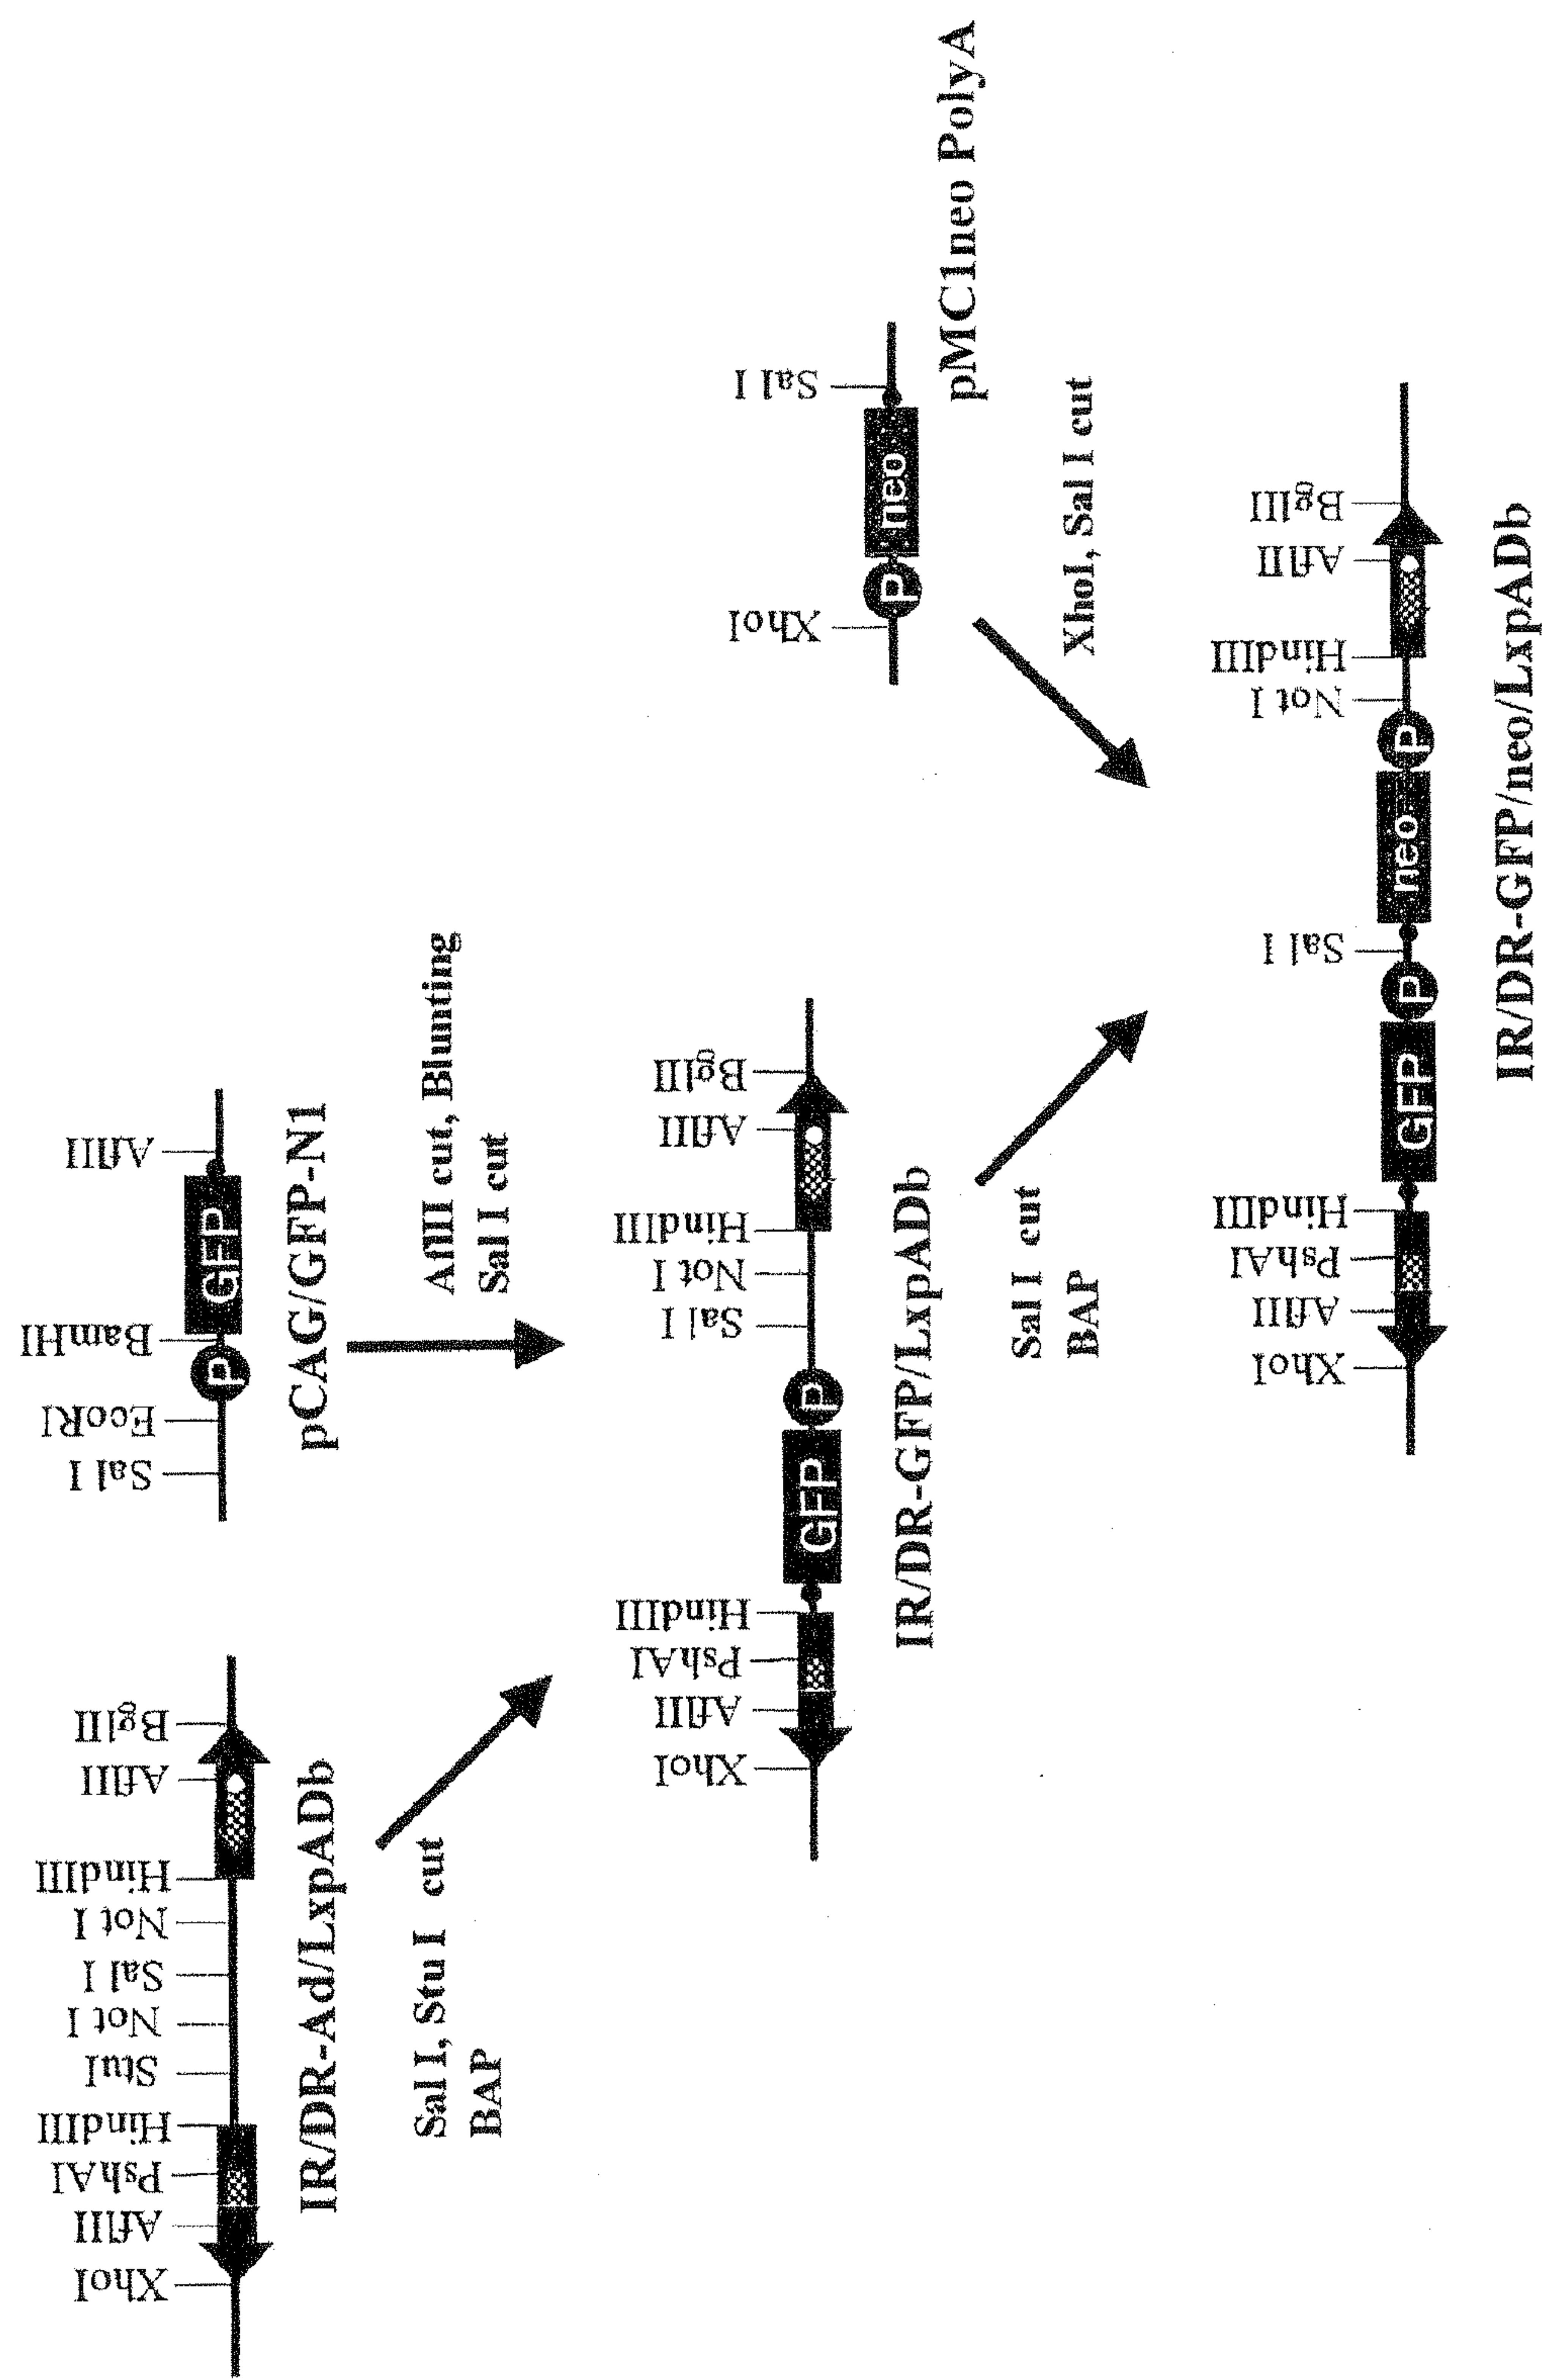 XhoI
AflII
PshAI
HindIII
StuI
Not I
Sal I
Not I
HindIII
AflII
BglII
IR/DR-Ad/LxpADb
Sal I
EcoRI
P
BamHI
GFP
AflII
pCAG/GFP-N1
Sal I, Stu I cut
BAP
AflII cut, Blunting
Sal I cut
XhoI
AflII
PshAI
HindIII
GFP
P
Sal I
Not I
HindIII
AflII
BglII
IR/DR-GFP/LxpADb
XhoI
P
neo
Sal I
pMC1neo PolyA
Sal I cut
BAP
XhoI, Sal I cut
XhoI
AflII
PshAI
HindIII
GFP
P
Sal I
neo
P
Not I
HindIII
AflII
BglII
IR/DR-GFP/neo/LxpADb